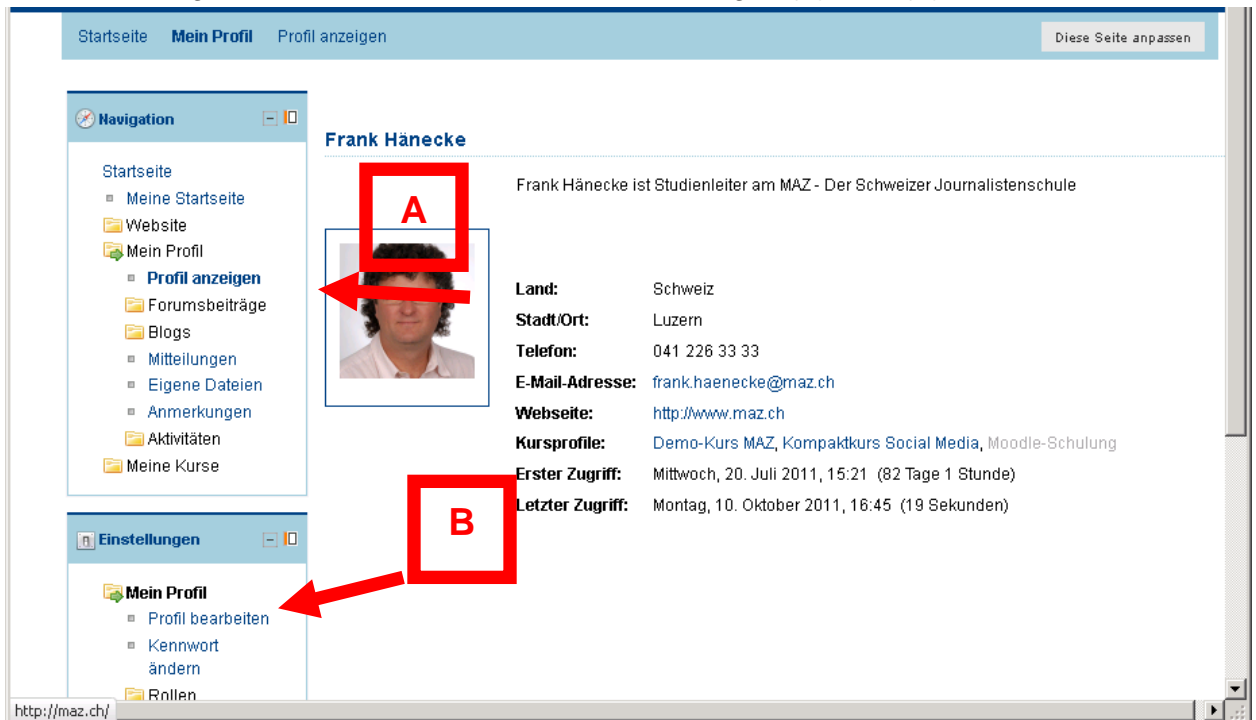 Startseite Mein Profil Profil anzeigen Diese Seite anpassen
Navigation
Startseite
Meine Startseite
Website
Mein Profil
Profil anzeigen
Forumsbeiträge
Blogs
Mitteilungen
Eigene Dateien
Anmerkungen
Aktivitäten
Meine Kurse
Einstellungen
Mein Profil
Profil bearbeiten
Kennwort
ändern
Rollen
Frank Hänecke
A
Frank Hänecke ist Studienleiter am MAZ - Der Schweizer Journalistenschule
Land: Schweiz
Stadt/Ort: Luzern
Telefon: 041 226 33 33
E-Mail-Adresse: frank.haenecke@maz.ch
Webseite: http://www.maz.ch
Kursprofile: Demo-Kurs MAZ, Kompaktkurs Social Media, Moodle-Schulung
Erster Zugriff: Mittwoch, 20. Juli 2011, 15:21 (82 Tage 1 Stunde)
Letzter Zugriff: Montag, 10. Oktober 2011, 16:45 (19 Sekunden)
B
http://maz.ch/